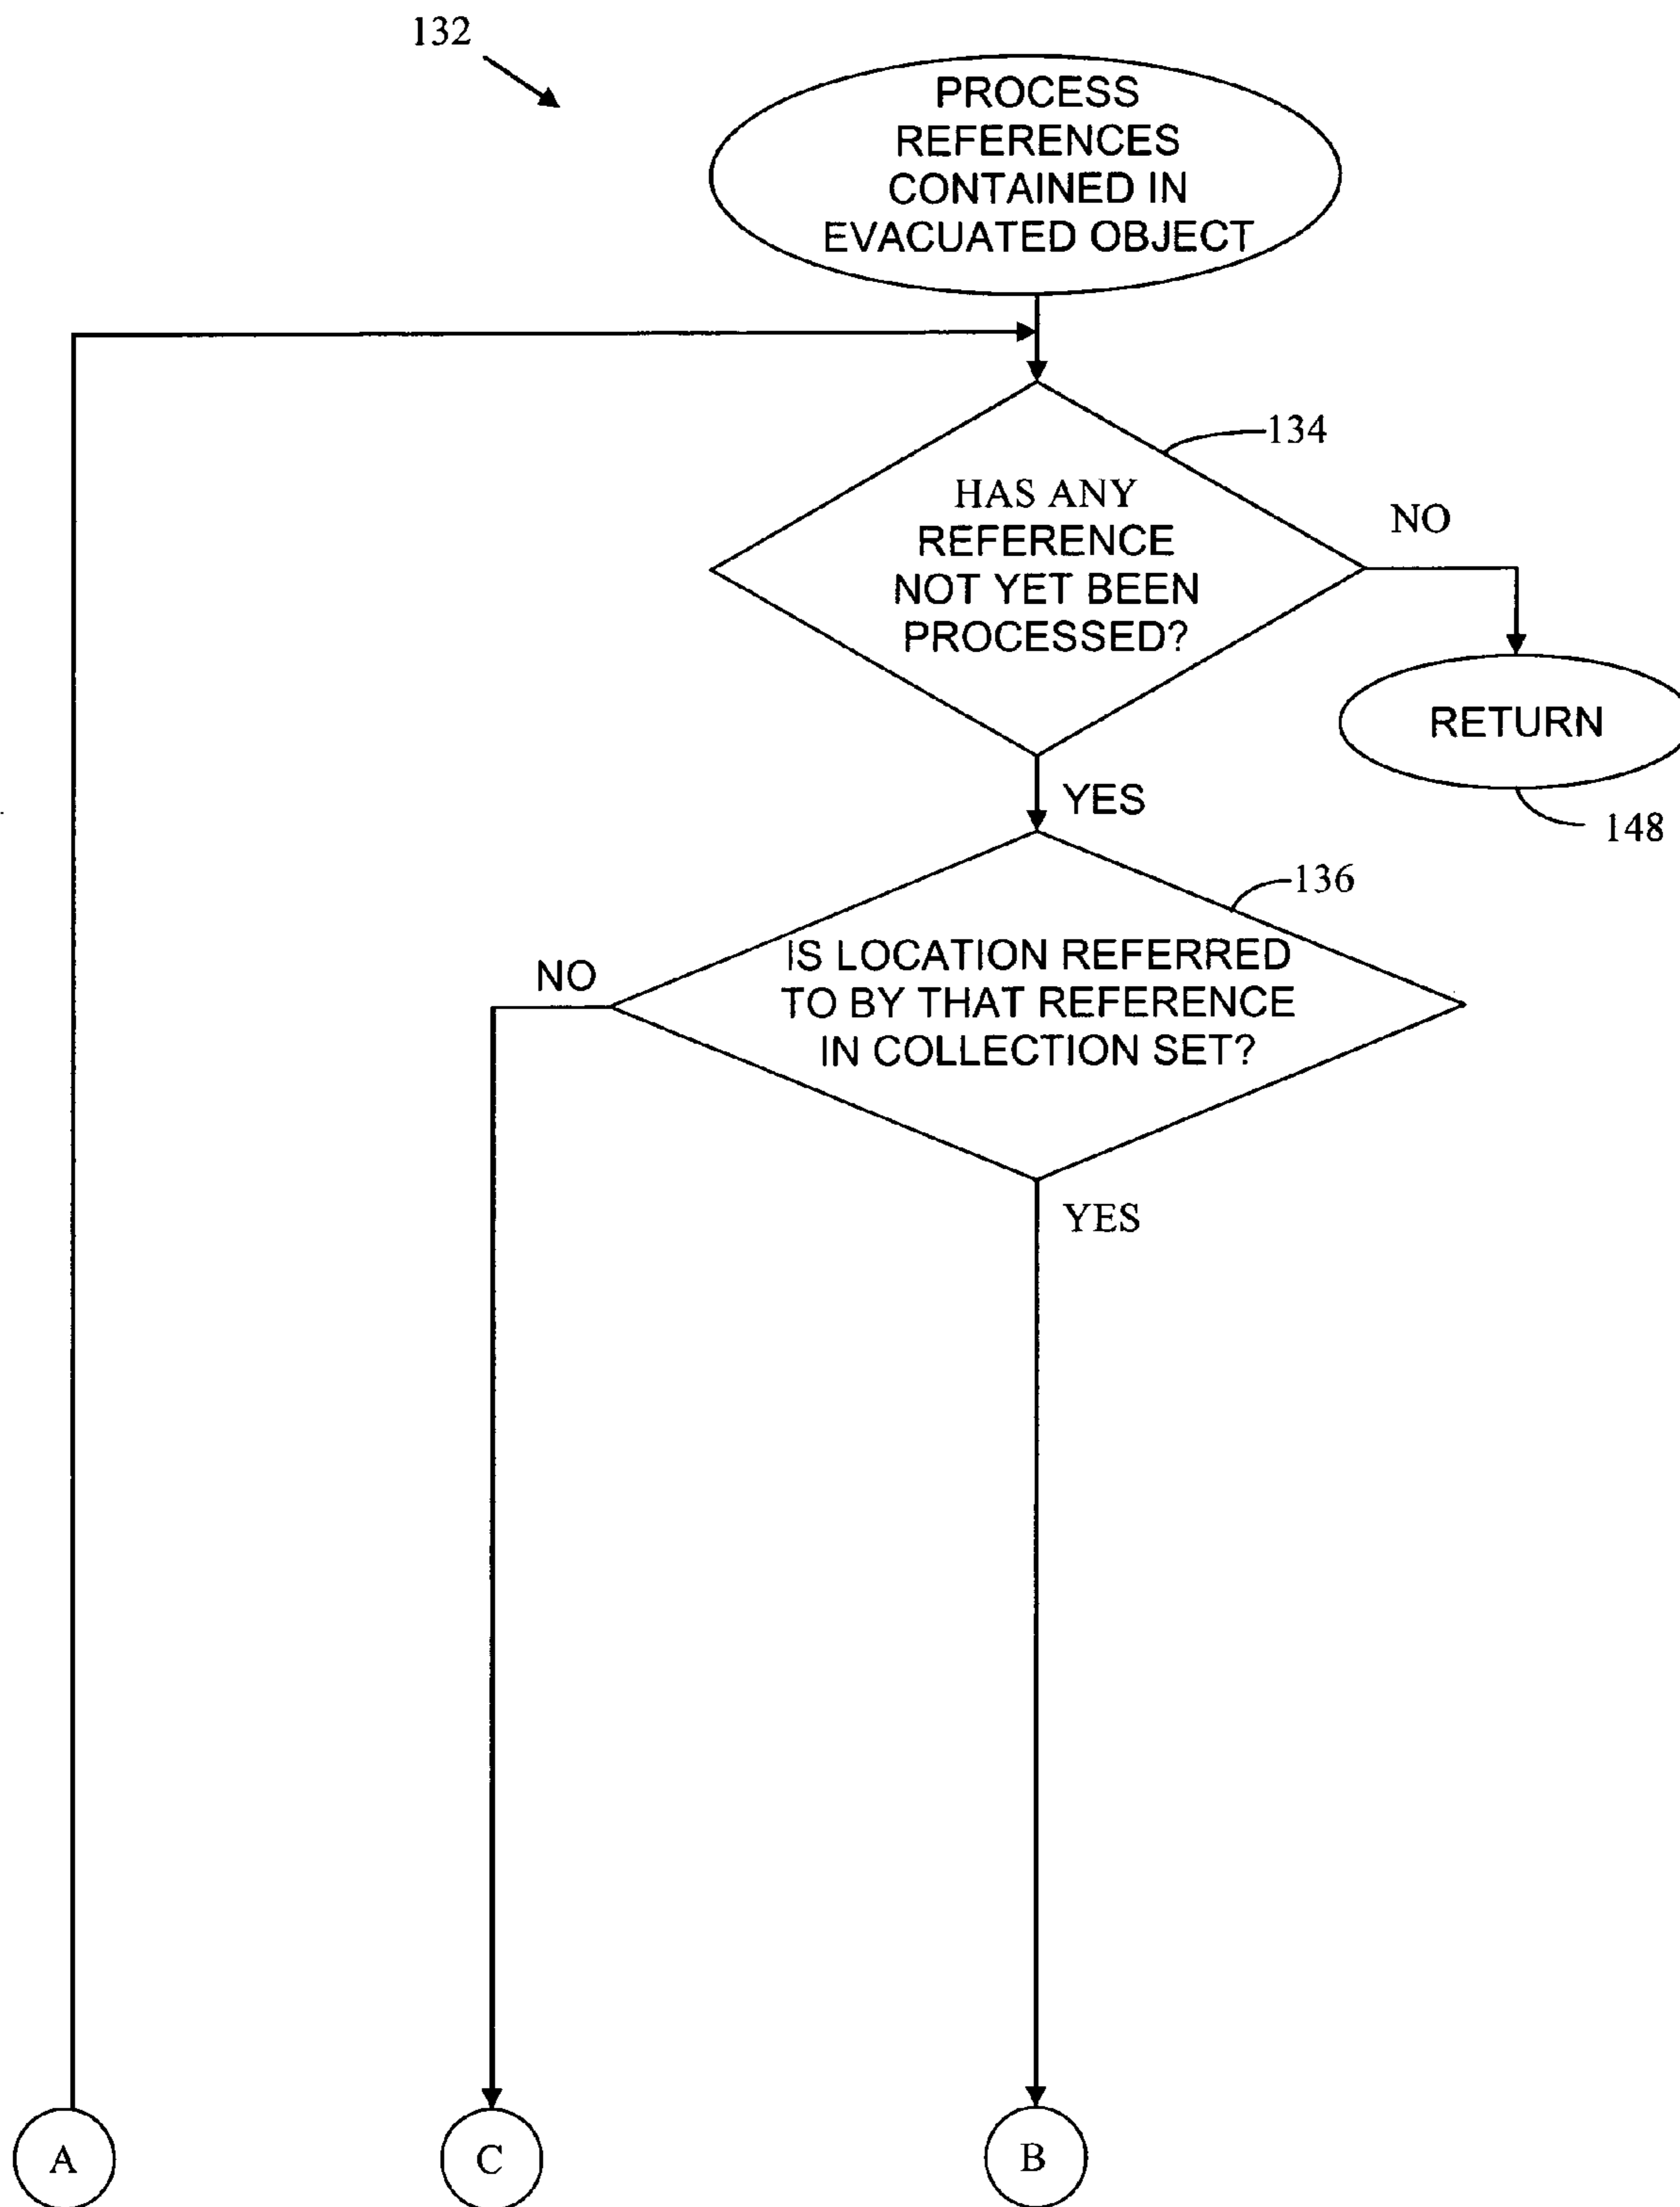 132
PROCESS
REFERENCES
CONTAINED IN
EVACUATED OBJECT
134
HAS ANY
REFERENCE
NOT YET BEEN
PROCESSED?
NO
RETURN
YES
148
136
IS LOCATION REFERRED
TO BY THAT REFERENCE
IN COLLECTION SET?
NO
YES
A
C
B